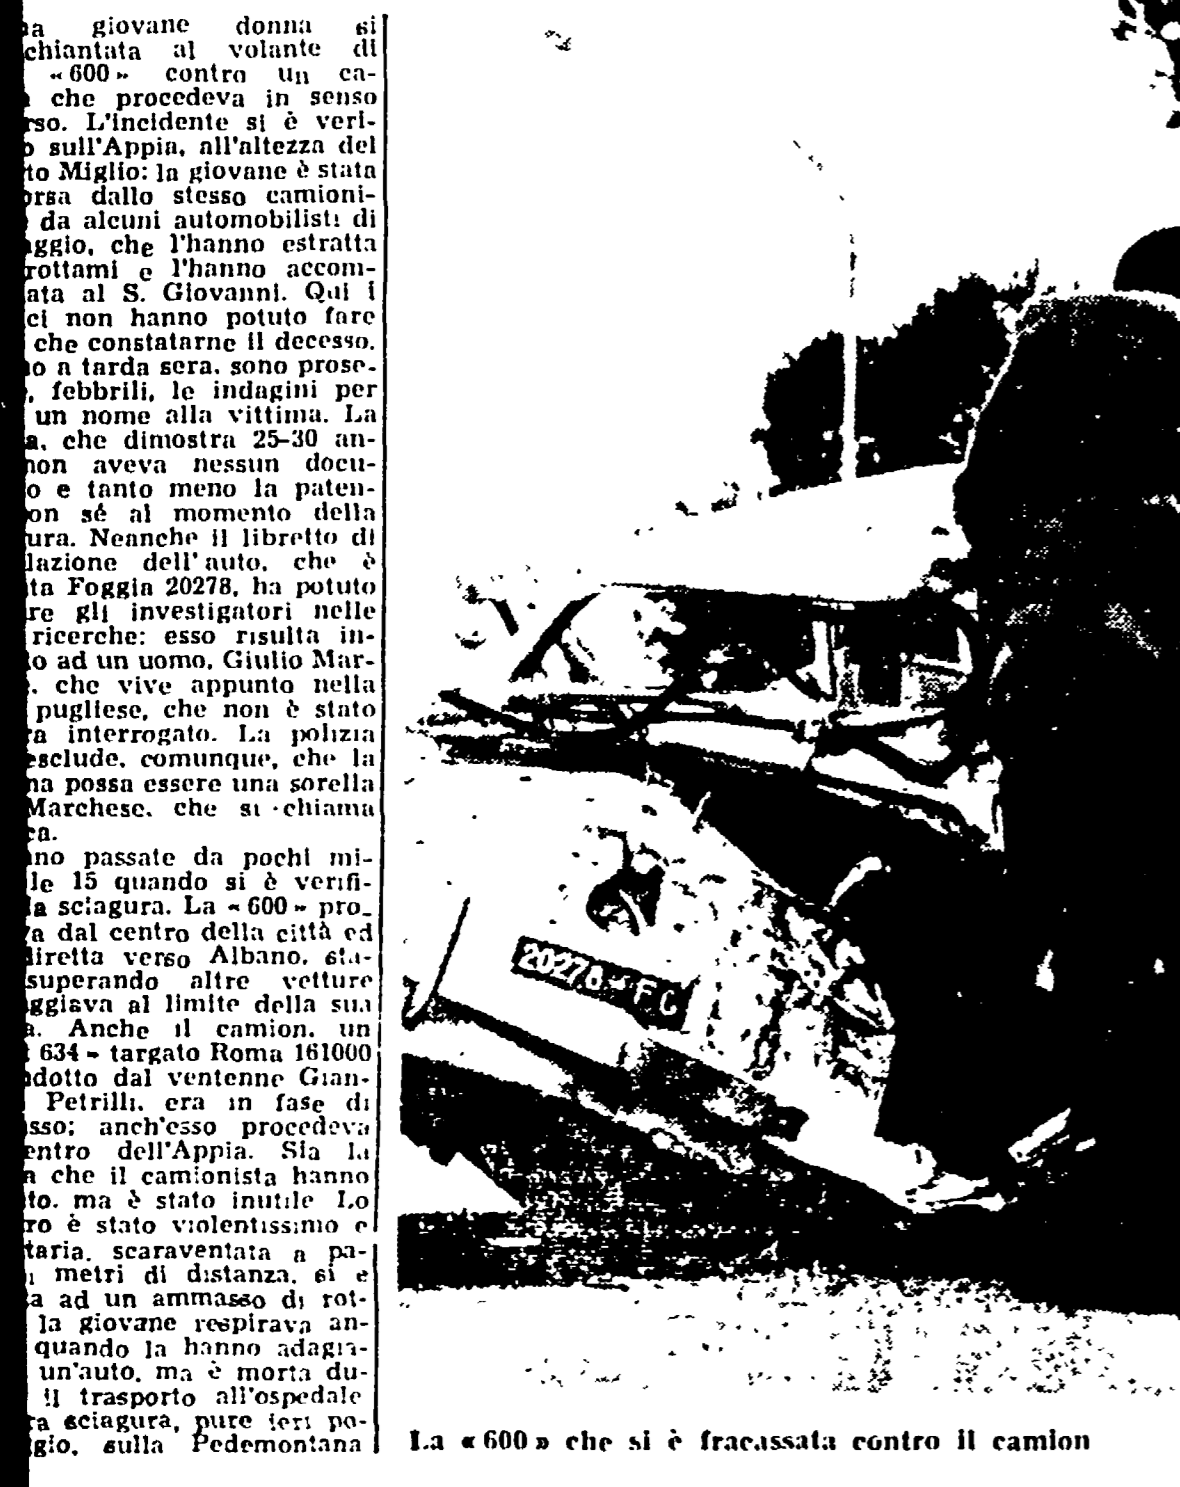 giovane donna si
chiantata al volante di
« 600 » contro un ca-
che procedeva in senso
rso. L'incidente si è veri-
o sull'Appia, all'altezza del
to Miglio: la giovane è stata
orsa dallo stesso camioni-
da alcuni automobilisti di
aggio, che l'hanno estratta
rottami e l'hanno accom-
ata al S. Giovanni. Qui i
ci non hanno potuto fare
che constatarne il decesso.
o a tarda sera, sono prose-
, febbrili, le indagini per
un nome alla vittima. La
a, che dimostra 25-30 an-
non aveva nessun docu-
o e tanto meno la paten-
on sé al momento della
ura. Neanche il libretto di
lazione dell'auto, che è
ta Foggia 20278, ha potuto
re gli investigatori nelle
ricerche: esso risulta in-
o ad un uomo, Giulio Mar-
, che vive appunto nella
pugliese, che non è stato
ra interrogato. La polizia
esclude, comunque, che la
na possa essere una sorella
Marchese, che si chiama
ca.
no passate da pochi mi-
le 15 quando si è verifi-
la sciagura. La « 600 » pro-
va dal centro della città ed
diretta verso Albano, sta-
superando altre vetture
aggiava al limite della sua
a. Anche il camion, un
634 » targato Roma 161000
dotto dal ventenne Gian-
Petrilli, era in fase di
sso; anch'esso procedeva
entro dell'Appia. Sia la
a che il camionista hanno
to, ma è stato inutile Lo
ro è stato violentissimo e
taria, scaraventata a pa-
metri di distanza, si è
a ad un ammasso di rot-
la giovane respirava an-
quando la hanno adagia-
un'auto, ma è morta du-
il trasporto all'ospedale
ra sciagura, pure ieri po-
gio, sulla Pedemontana
20278 FG
La « 600 » che si è fracassata contro il camion